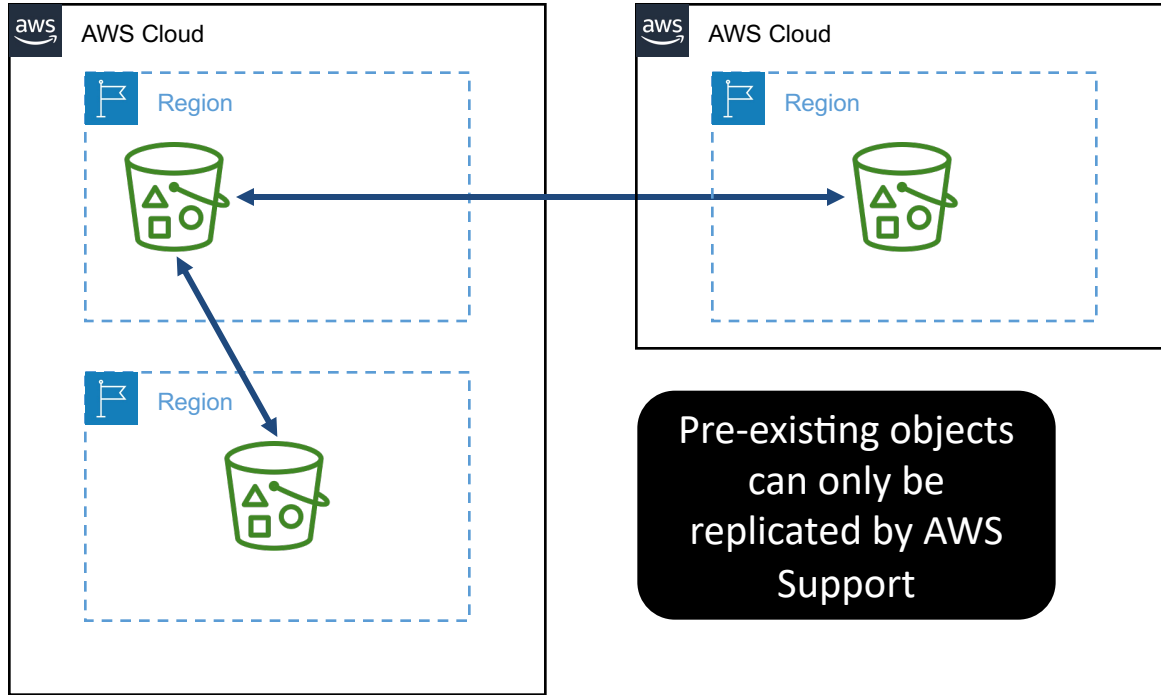 aws
AWS Cloud
Region
Region
aws
AWS Cloud
Region
Pre-existing objects
can only be
replicated by AWS
Support